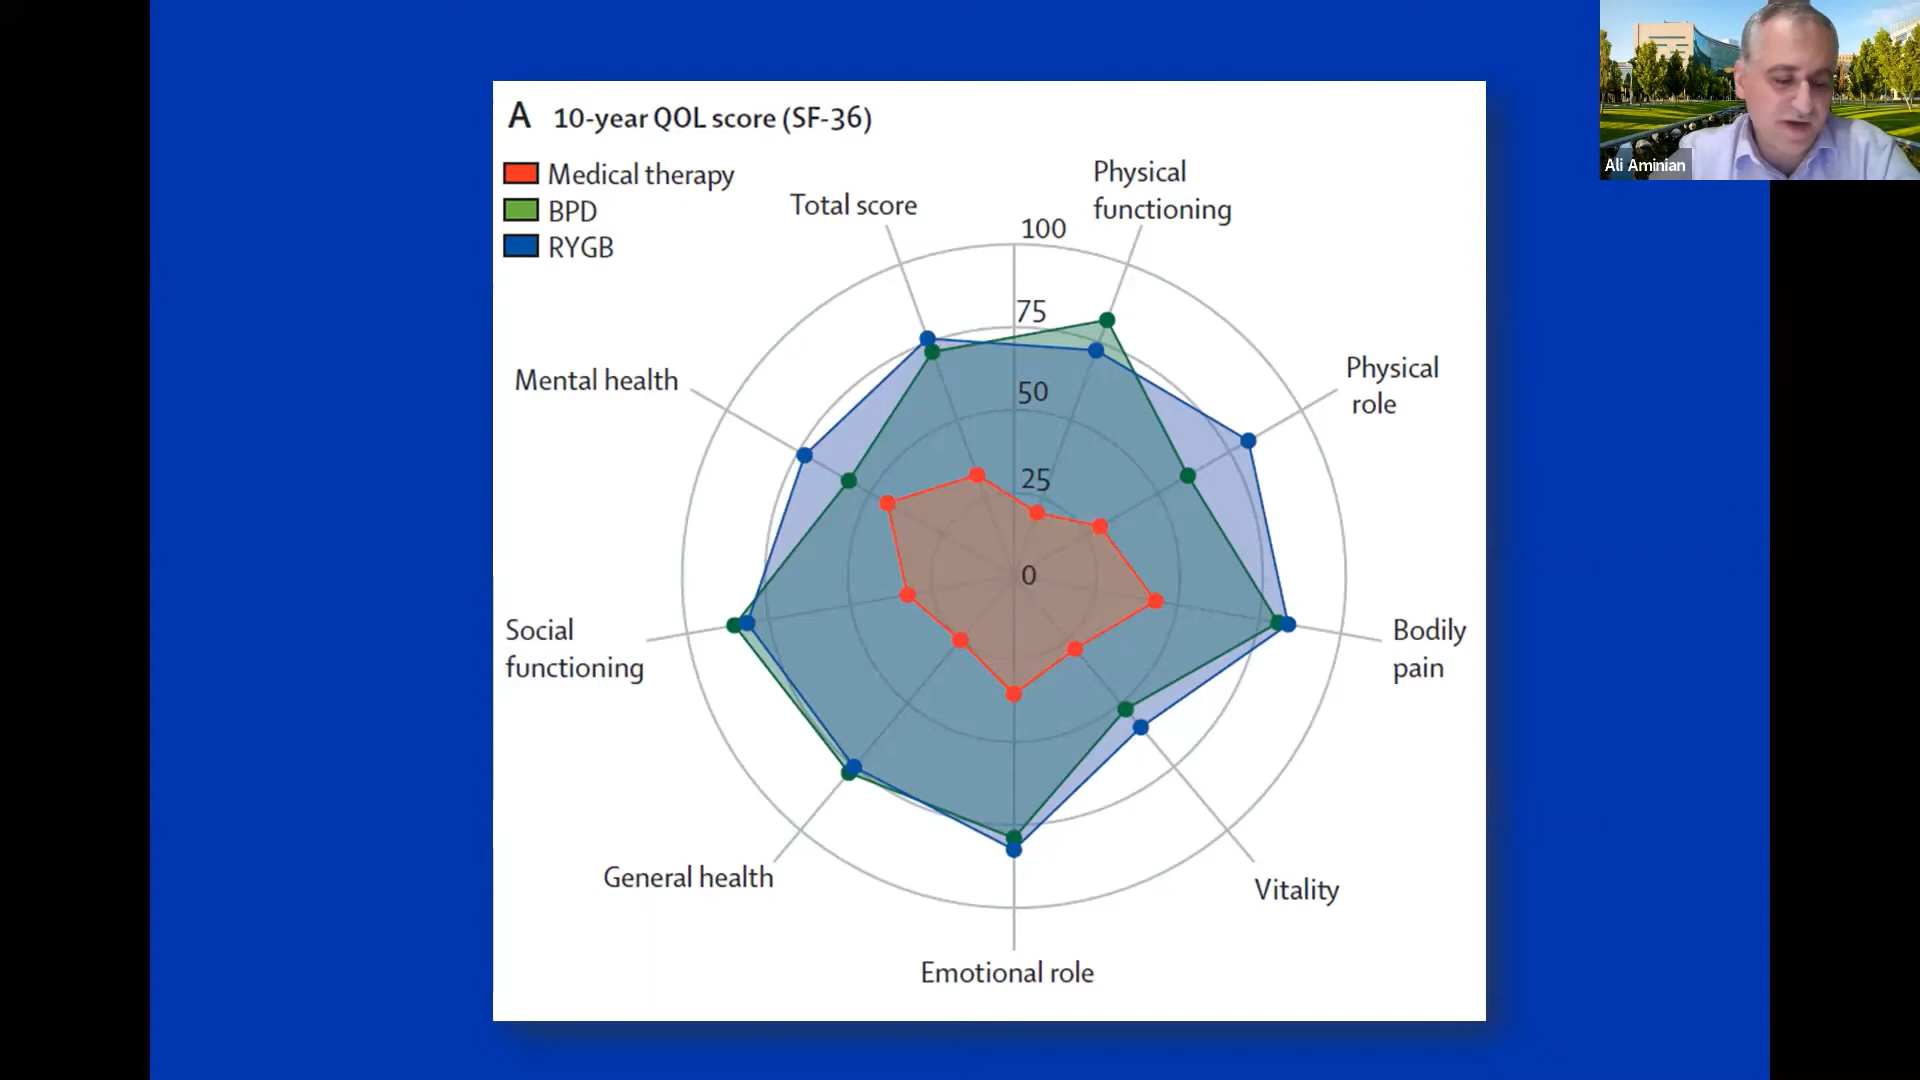 A 10-year QOL score (SF-36)
Medical therapy
BPD
RYGB
Total score
Physical
functioning
100
75
50
25
0
Physical
role
Mental health
Social
functioning
Bodily
pain
General health
Vitality
Emotional role
Ali Aminian